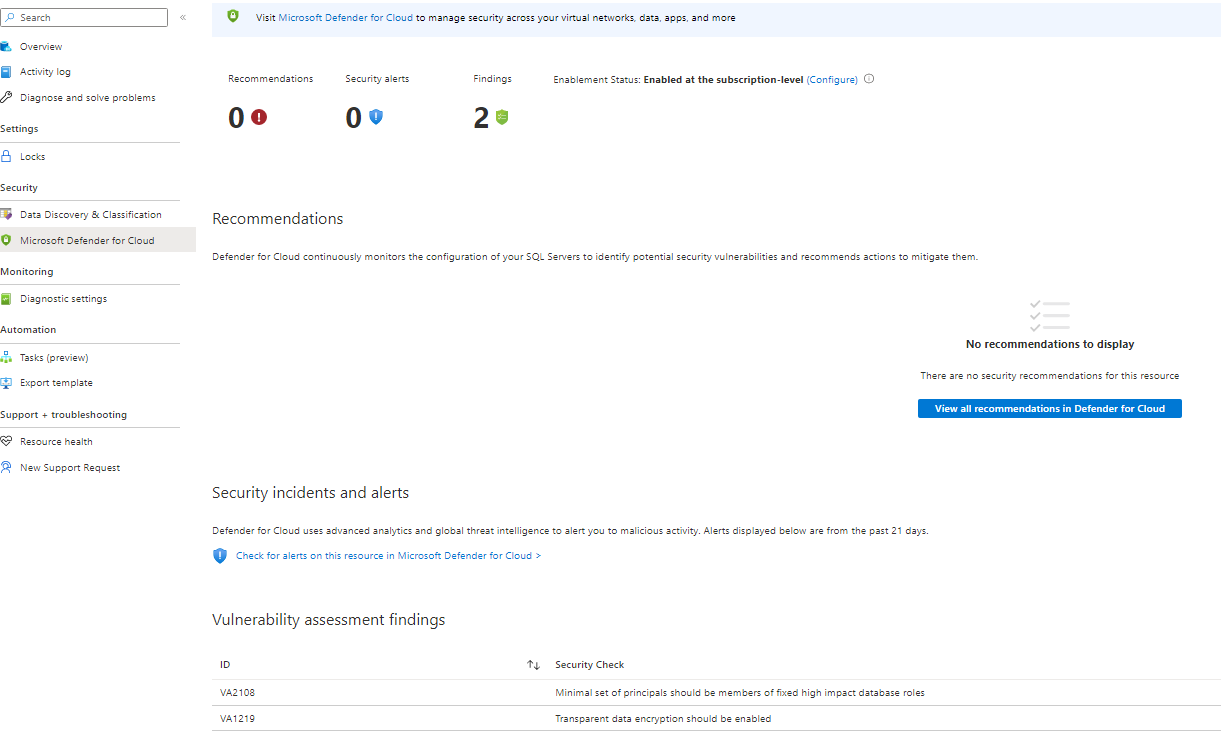 Search «
Overview
Activity log
Diagnose and solve problems
Settings
Locks
Security
Data Discovery & Classification
Microsoft Defender for Cloud
Monitoring
Diagnostic settings
Automation
Tasks (preview)
Export template
Support + troubleshooting
Resource health
New Support Request
Visit Microsoft Defender for Cloud to manage security across your virtual networks, data, apps, and more
Recommendations Security alerts Findings Enablement Status: Enabled at the subscription-level (Configure)
0 0 2
Recommendations
Defender for Cloud continuously monitors the configuration of your SQL Servers to identify potential security vulnerabilities and recommends actions to mitigate them.
No recommendations to display
There are no security recommendations for this resource
View all recommendations in Defender for Cloud
Security incidents and alerts
Defender for Cloud uses advanced analytics and global threat intelligence to alert you to malicious activity. Alerts displayed below are from the past 21 days.
Check for alerts on this resource in Microsoft Defender for Cloud >
Vulnerability assessment findings
ID ↑↓ Security Check
VA2108 Minimal set of principals should be members of fixed high impact database roles
VA1219 Transparent data encryption should be enabled